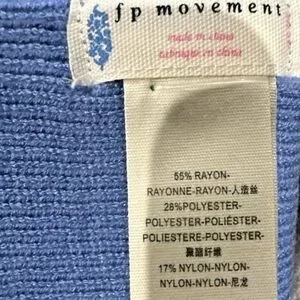 fp movement
made in china
fabriqué en china
55% RAYON-
RAYONNE-RAYON-人造丝
28%POLYESTER-
POLYESTER-POLIÉSTER-
POLIESTERE-POLYESTER-
聚酯纤维
17% NYLON-NYLON-
NYLON-NYLON-尼龙